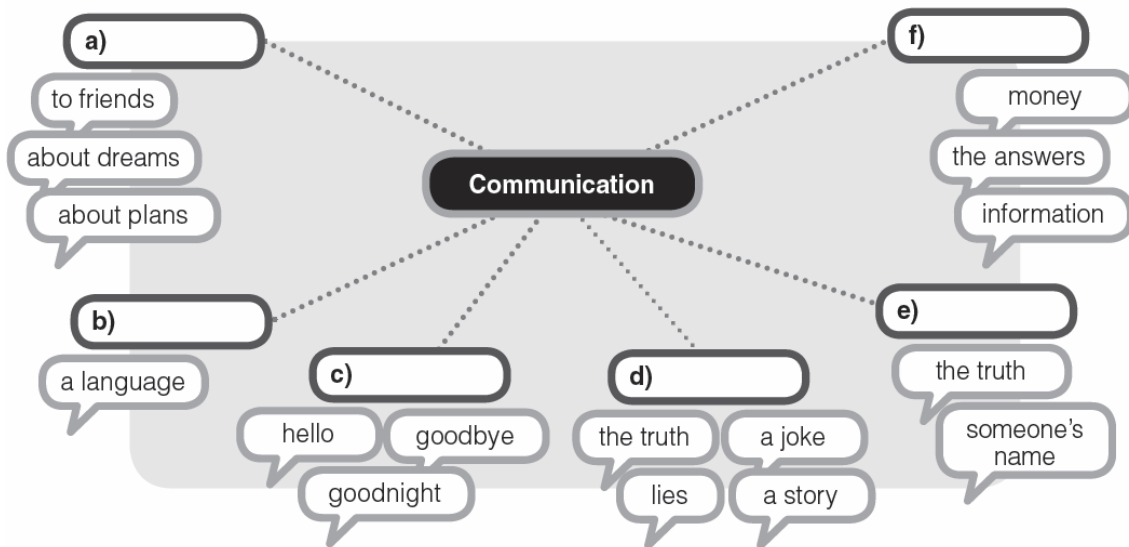 a)
to friends
about dreams
about plans
Communication
f)
money
the answers
information
b)
a language
c)
hello
goodbye
goodnight
d)
the truth
a joke
lies
a story
e)
the truth
someone's
name